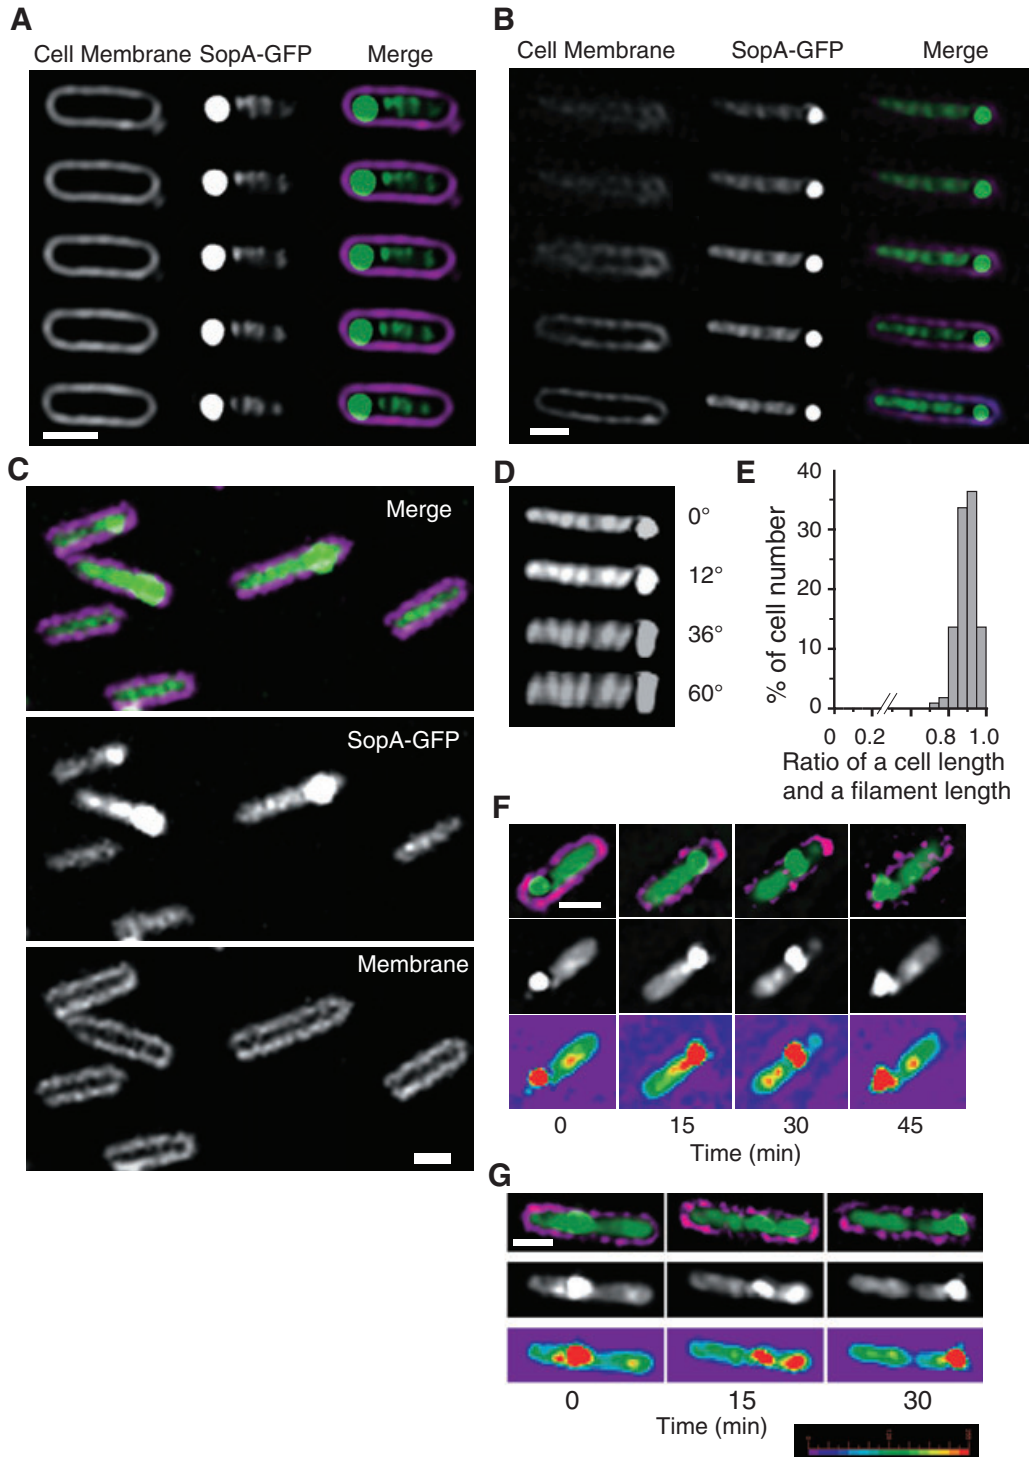 A
Cell Membrane SopA-GFP Merge
B
Cell Membrane SopA-GFP Merge
C
Merge
SopA-GFP
Membrane
D
0°
12°
36°
60°
E
40
30
20
10
0
% of cell number
0 0.2 0.8 1.0
Ratio of a cell length
and a filament length
F
0 15 30 45
Time (min)
G
0 15 30
Time (min)